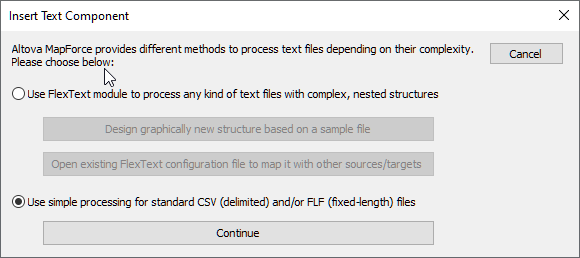 Insert Text Component
Altova MapForce provides different methods to process text files depending on their complexity.
Please choose below:
Cancel
Use FlexText module to process any kind of text files with complex, nested structures
Design graphically new structure based on a sample file
Open existing FlexText configuration file to map it with other sources/targets
Use simple processing for standard CSV (delimited) and/or FLF (fixed-length) files
Continue